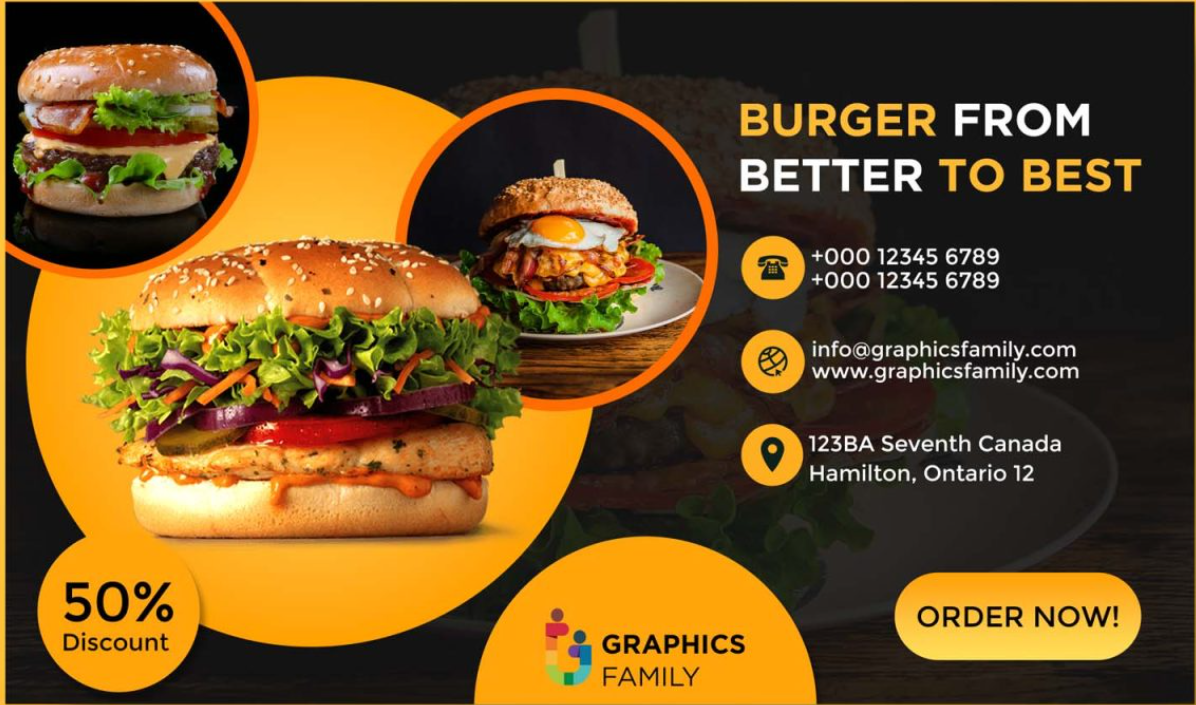 BURGER FROM
BETTER TO BEST
+000 12345 6789
+000 12345 6789
info@graphicsfamily.com
www.graphicsfamily.com
123BA Seventh Canada
Hamilton, Ontario 12
50%
Discount
GRAPHICS
FAMILY
ORDER NOW!